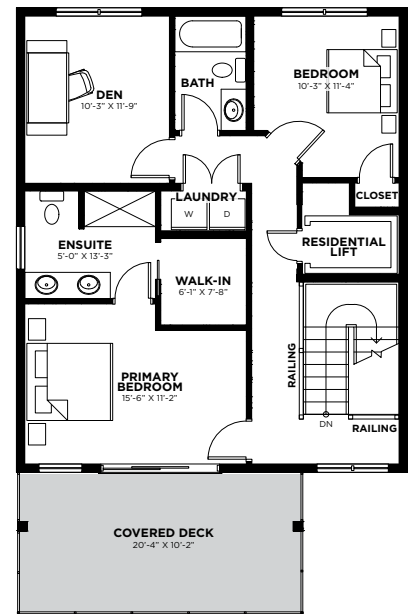 DEN
10'-3" X 11'-9"
BATH
BEDROOM
10'-3" X 11'-4"
LAUNDRY
W
D
CLOSET
ENSUITE
5'-0" X 13'-3"
WALK-IN
6'-1" X 7'-8"
RESIDENTIAL
LIFT
PRIMARY
BEDROOM
15'-6" X 11'-2"
RAILING
DN
RAILING
COVERED DECK
20'-4" X 10'-2"